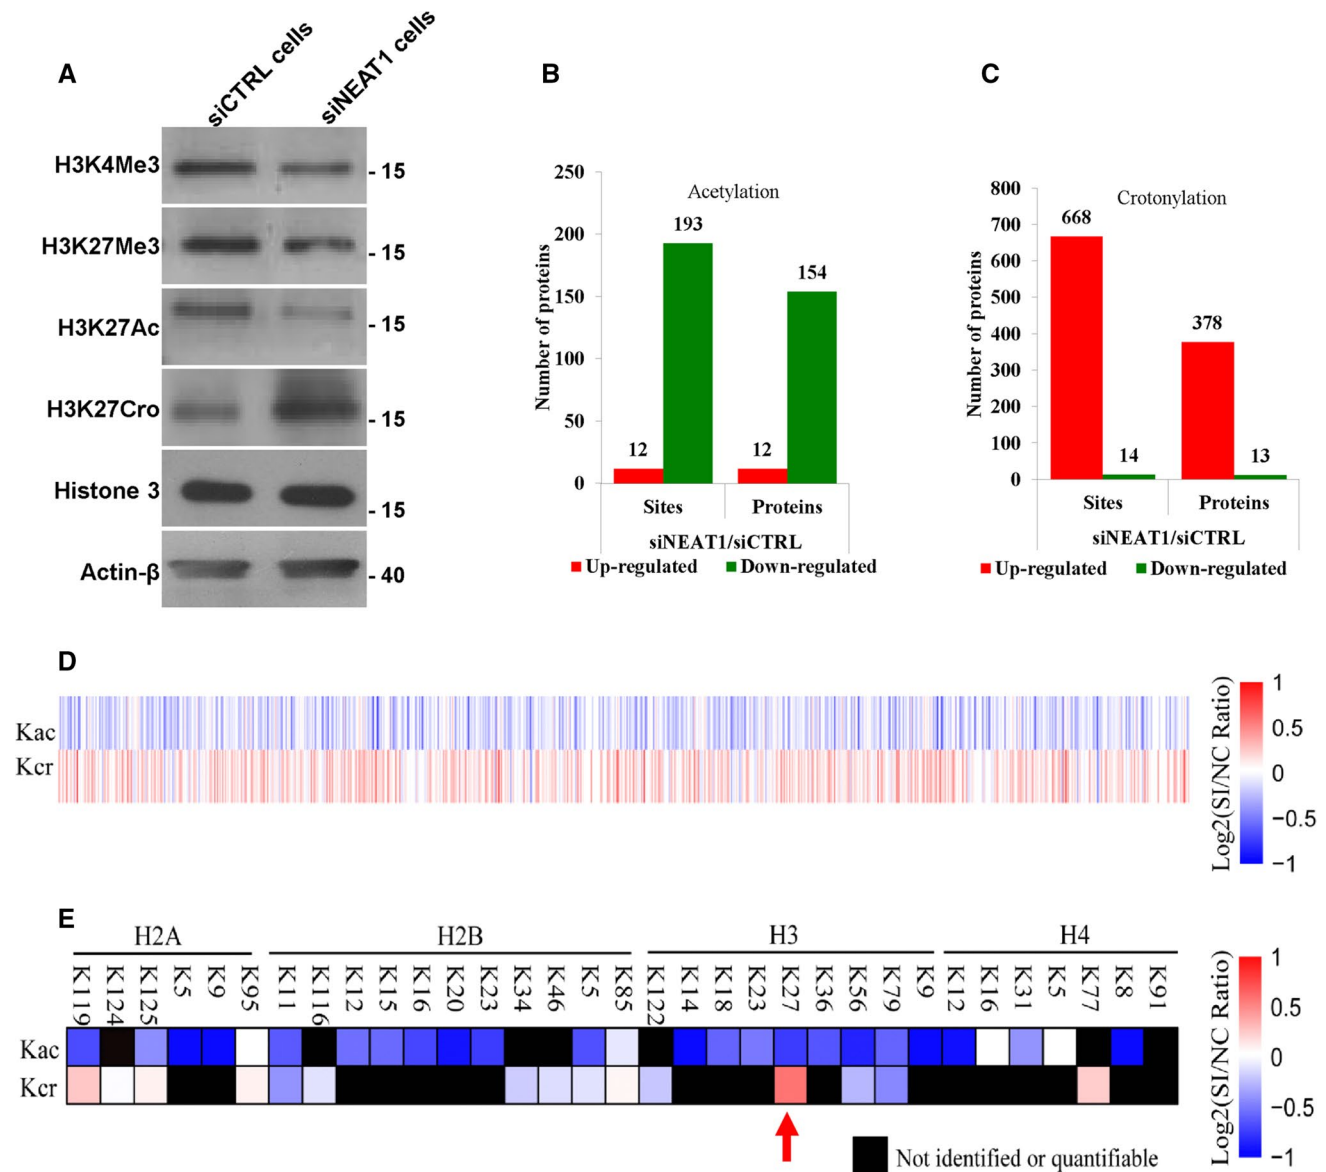 A
siCTRL cells
siNEAT1 cells
H3K4Me3
- 15
H3K27Me3
- 15
H3K27Ac
- 15
H3K27Cro
- 15
Histone 3
- 15
Actin-β
- 40
B
Acetylation
Number of proteins
250
200
150
100
50
0
12
193
12
154
Sites
Proteins
siNEAT1/siCTRL
Up-regulated
Down-regulated
C
Crotonylation
Number of proteins
800
700
600
500
400
300
200
100
0
668
14
378
13
Sites
Proteins
siNEAT1/siCTRL
Up-regulated
Down-regulated
D
Kac
Kcr
Log2(SI/NC Ratio)
1
0.5
0
−0.5
−1
E
H2A
H2B
H3
H4
K119 K124 K125 K5 K9 K95 K11 K116 K12 K15 K16 K20 K23 K34 K46 K5 K85 K122 K14 K18 K23 K27 K36 K56 K79 K9 K12 K16 K31 K5 K77 K8 K91
Kac
Kcr
Log2(SI/NC Ratio)
1
0.5
0
−0.5
−1
Not identified or quantifiable